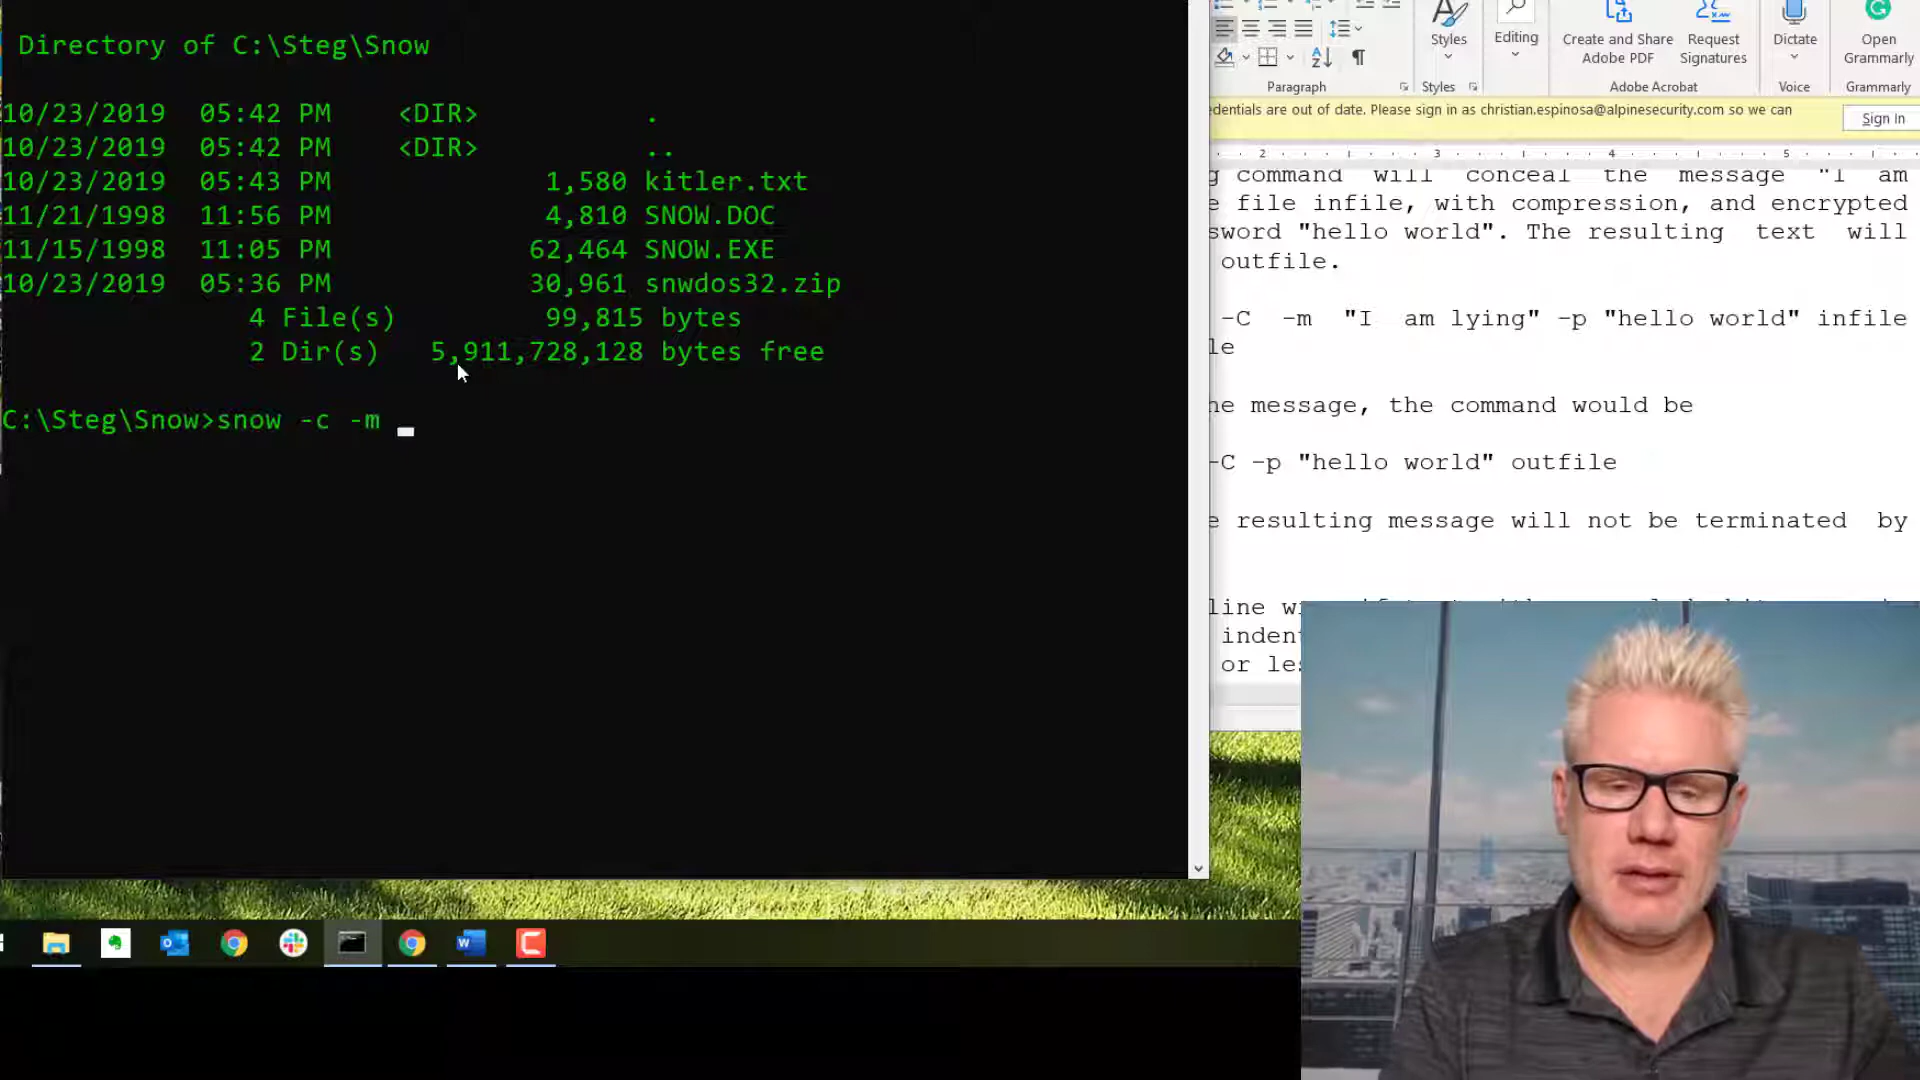 Directory of C:\Steg\Snow
10/23/2019 05:42 PM <DIR> .
10/23/2019 05:42 PM <DIR> ..
10/23/2019 05:43 PM 1,580 kitler.txt
11/21/1998 11:56 PM 4,810 SNOW.DOC
11/15/1998 11:05 PM 62,464 SNOW.EXE
10/23/2019 05:36 PM 30,961 snwdos32.zip
4 File(s) 99,815 bytes
2 Dir(s) 5,911,728,128 bytes free
C:\Steg\Snow>snow -c -m
Styles
Editing
Create and Share
Adobe PDF
Request
Signatures
Dictate
Open
Grammarly
Paragraph
Styles
Adobe Acrobat
Voice
Grammarly
are out of date. Please sign in as christian.espinosa@alpinesecurity.com so we can
Sign In
2 3 4 5
command will conceal the message "I am
file infile, with compression, and encrypted
"hello world". The resulting text will
outfile.
-C -m "I am lying" -p "hello world" infile
message, the command would be
-C -p "hello world" outfile
resulting message will not be terminated by
line
or